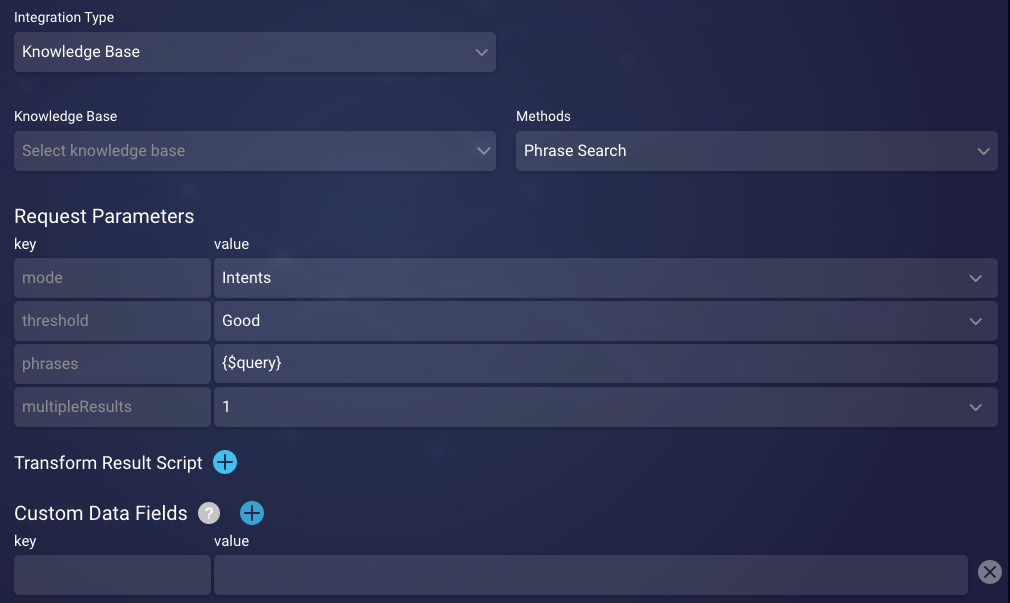 Integration Type
Knowledge Base
Knowledge Base Methods
Select knowledge base Phrase Search
Request Parameters
key value
mode Intents
threshold Good
phrases {$query}
multipleResults 1
Transform Result Script
Custom Data Fields ?
key value